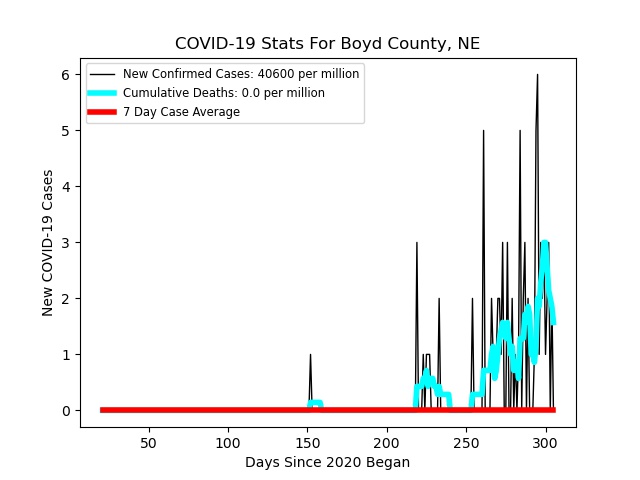 COVID-19 Stats For Boyd County, NE
New Confirmed Cases: 40600 per million
Cumulative Deaths: 0.0 per million
7 Day Case Average
6
5
4
3
2
1
0
New COVID-19 Cases
50 100 150 200 250 300
Days Since 2020 Began